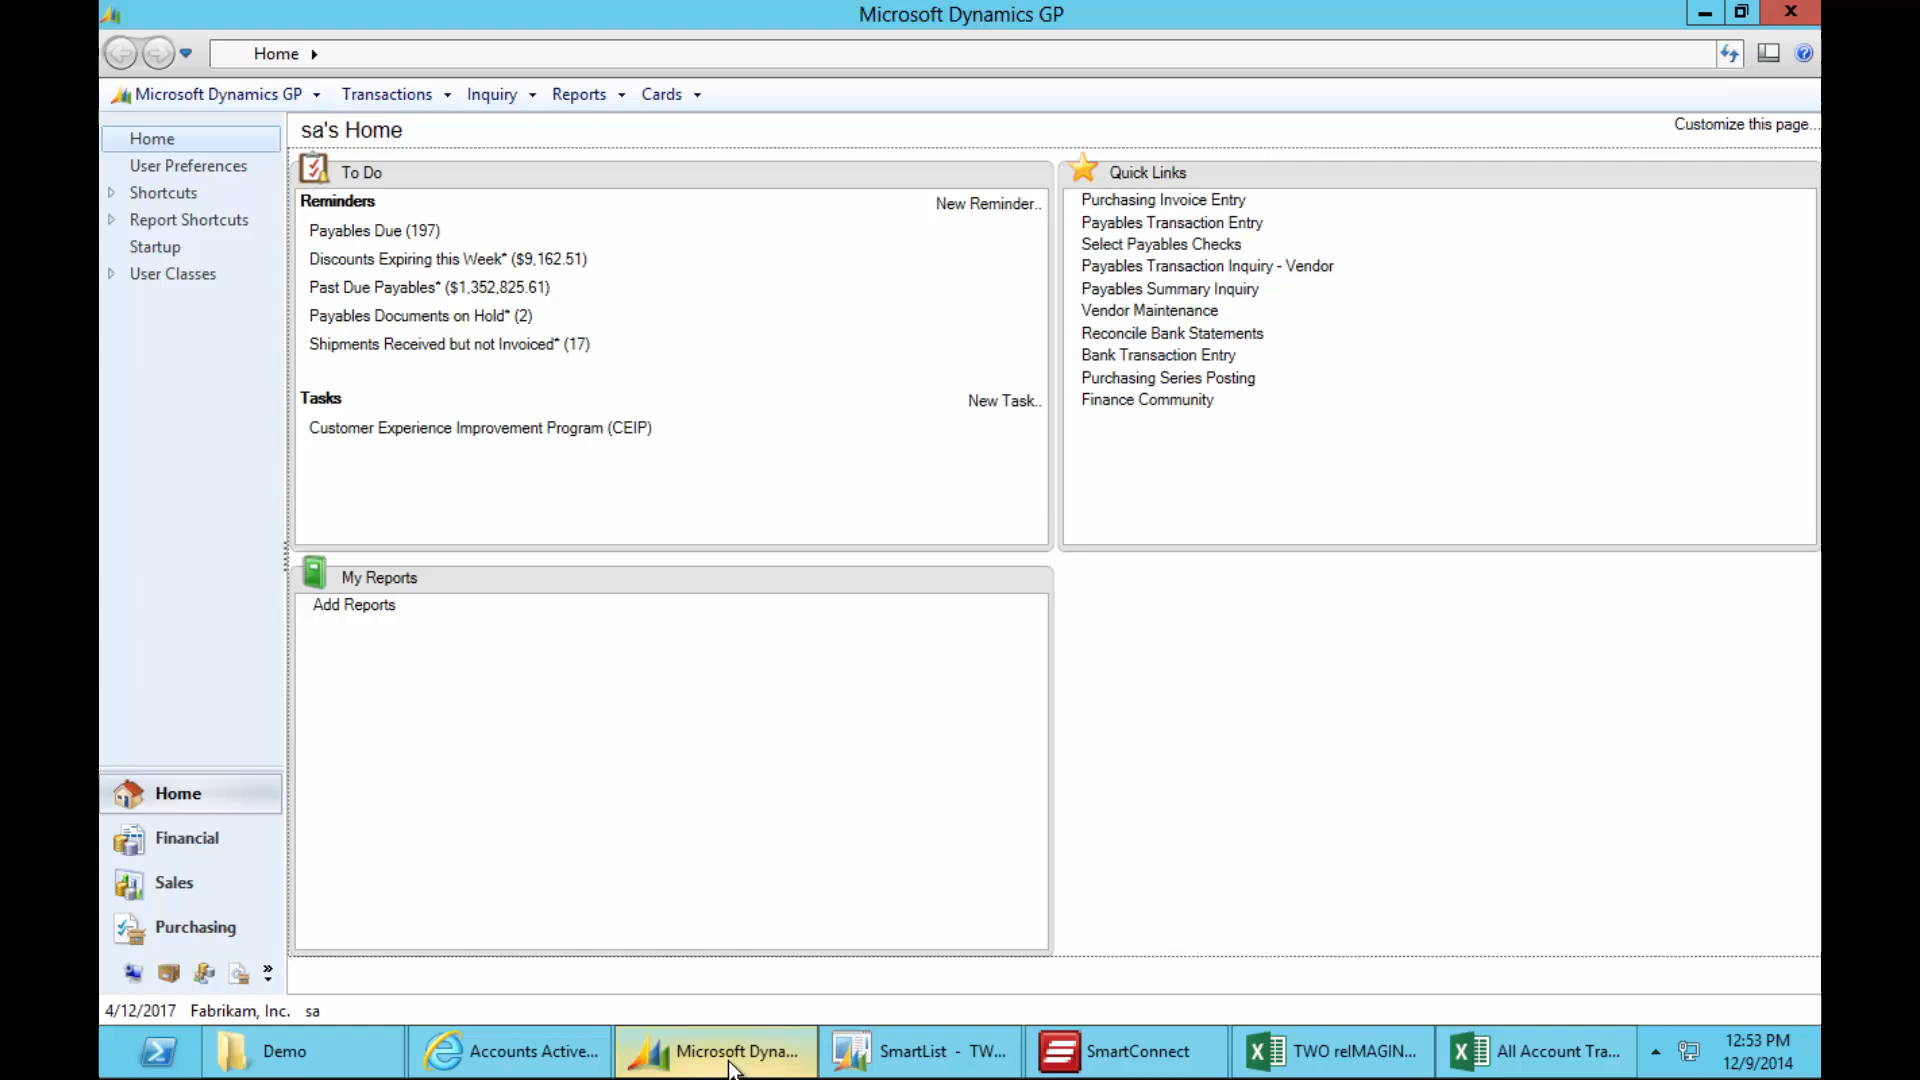 Microsoft Dynamics GP
Home
Microsoft Dynamics GP Transactions Inquiry Reports Cards
Home
User Preferences
Shortcuts
Report Shortcuts
Startup
User Classes
sa's Home
Customize this page...
To Do
Reminders
New Reminder..
Payables Due (197)
Discounts Expiring this Week* ($9,162.51)
Past Due Payables* ($1,352,825.61)
Payables Documents on Hold* (2)
Shipments Received but not Invoiced* (17)
Tasks
New Task..
Customer Experience Improvement Program (CEIP)
Quick Links
Purchasing Invoice Entry
Payables Transaction Entry
Select Payables Checks
Payables Transaction Inquiry - Vendor
Payables Summary Inquiry
Vendor Maintenance
Reconcile Bank Statements
Bank Transaction Entry
Purchasing Series Posting
Finance Community
My Reports
Add Reports
Home
Financial
Sales
Purchasing
4/12/2017 Fabrikam, Inc. sa
Demo
Accounts Active...
Microsoft Dyna...
SmartList - TW...
SmartConnect
TWO reIMAGIN...
All Account Tra...
12:53 PM
12/9/2014